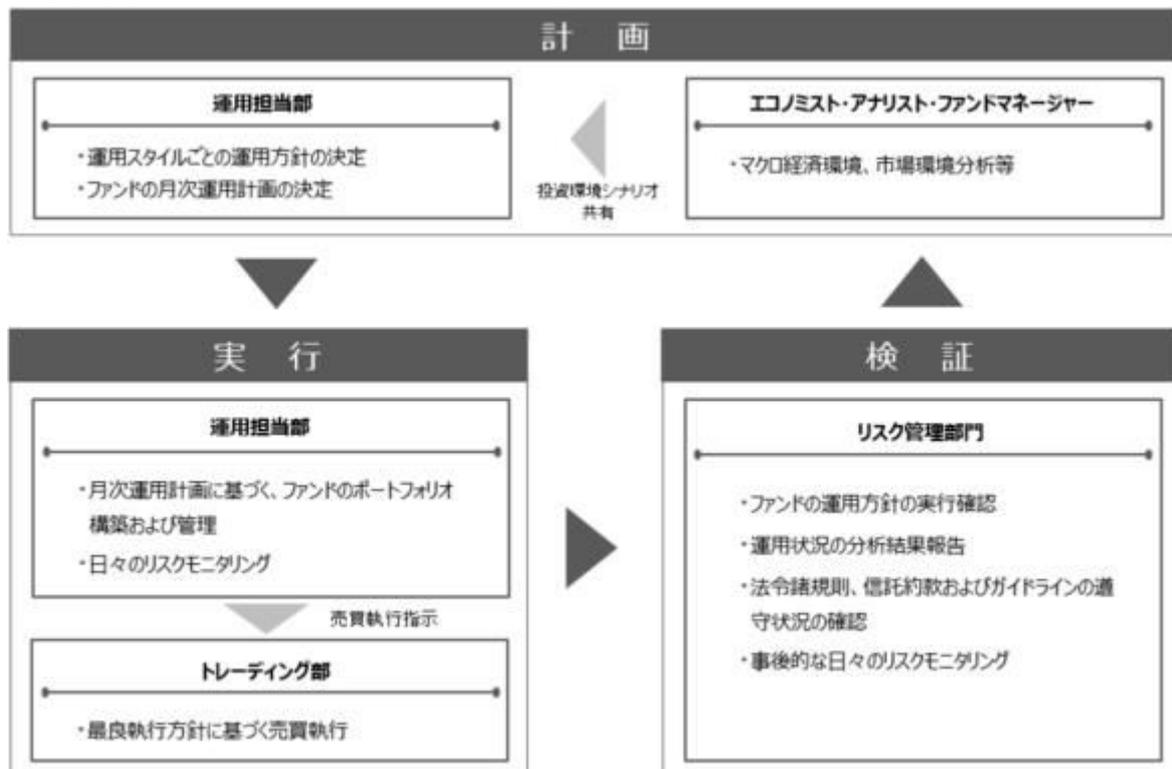 計 画
運用担当部
・運用スタイルごとの運用方針の決定
・ファンドの月次運用計画の決定
投資環境シナリオ
共有
エコノミスト・アナリスト・ファンドマネージャー
・マクロ経済環境、市場環境分析等
実 行
運用担当部
・月次運用計画に基づく、ファンドのポートフォリオ
構築および管理
・日々のリスクモニタリング
売買執行指示
トレーディング部
・最良執行方針に基づく売買執行
検 証
リスク管理部門
・ファンドの運用方針の実行確認
・運用状況の分析結果報告
・法令諸規則、信託約款およびガイドラインの遵
守状況の確認
・事後的な日々のリスクモニタリング